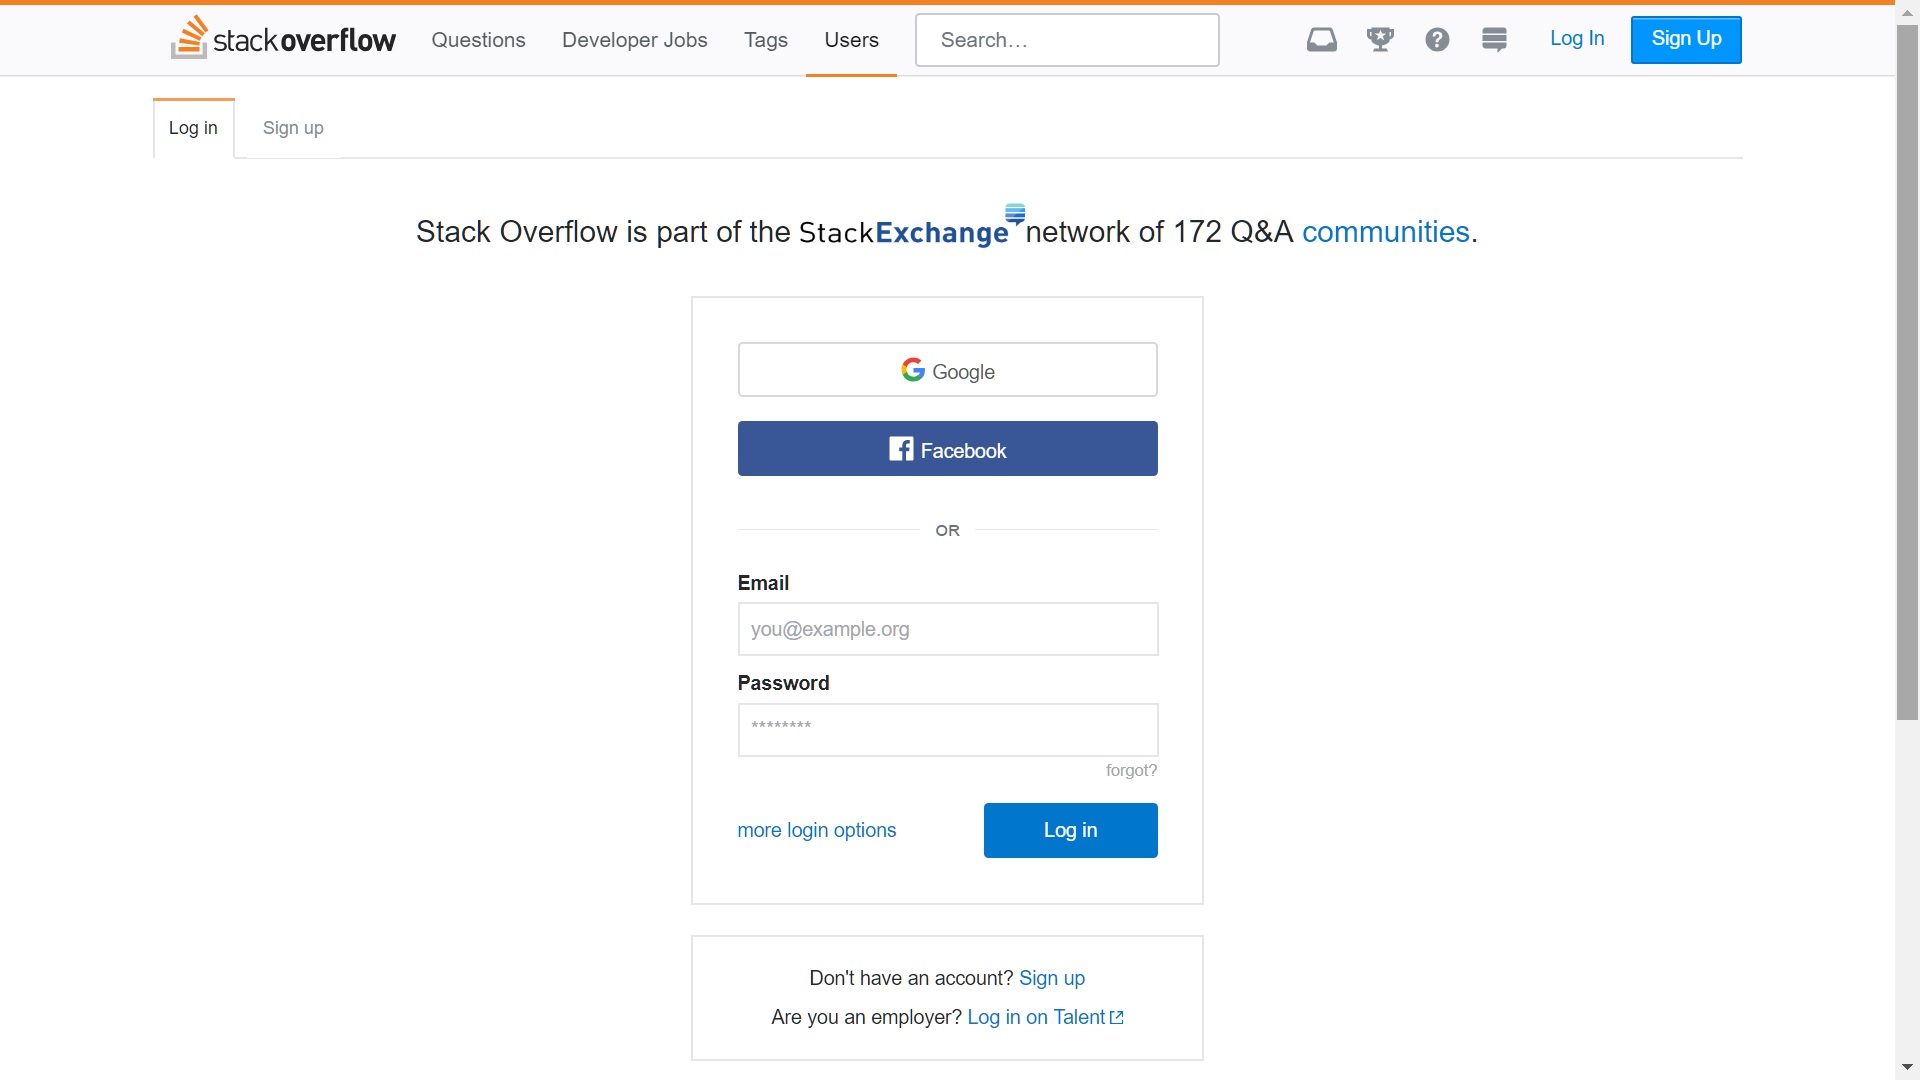 stackoverflow Questions Developer Jobs Tags Users Search... ? Log In Sign Up
Log in Sign up
Stack Overflow is part of the StackExchange network of 172 Q&A communities.
Google
Facebook
OR
Email
you@example.org
Password
********
forgot?
more login options Log in
Don't have an account? Sign up
Are you an employer? Log in on Talent